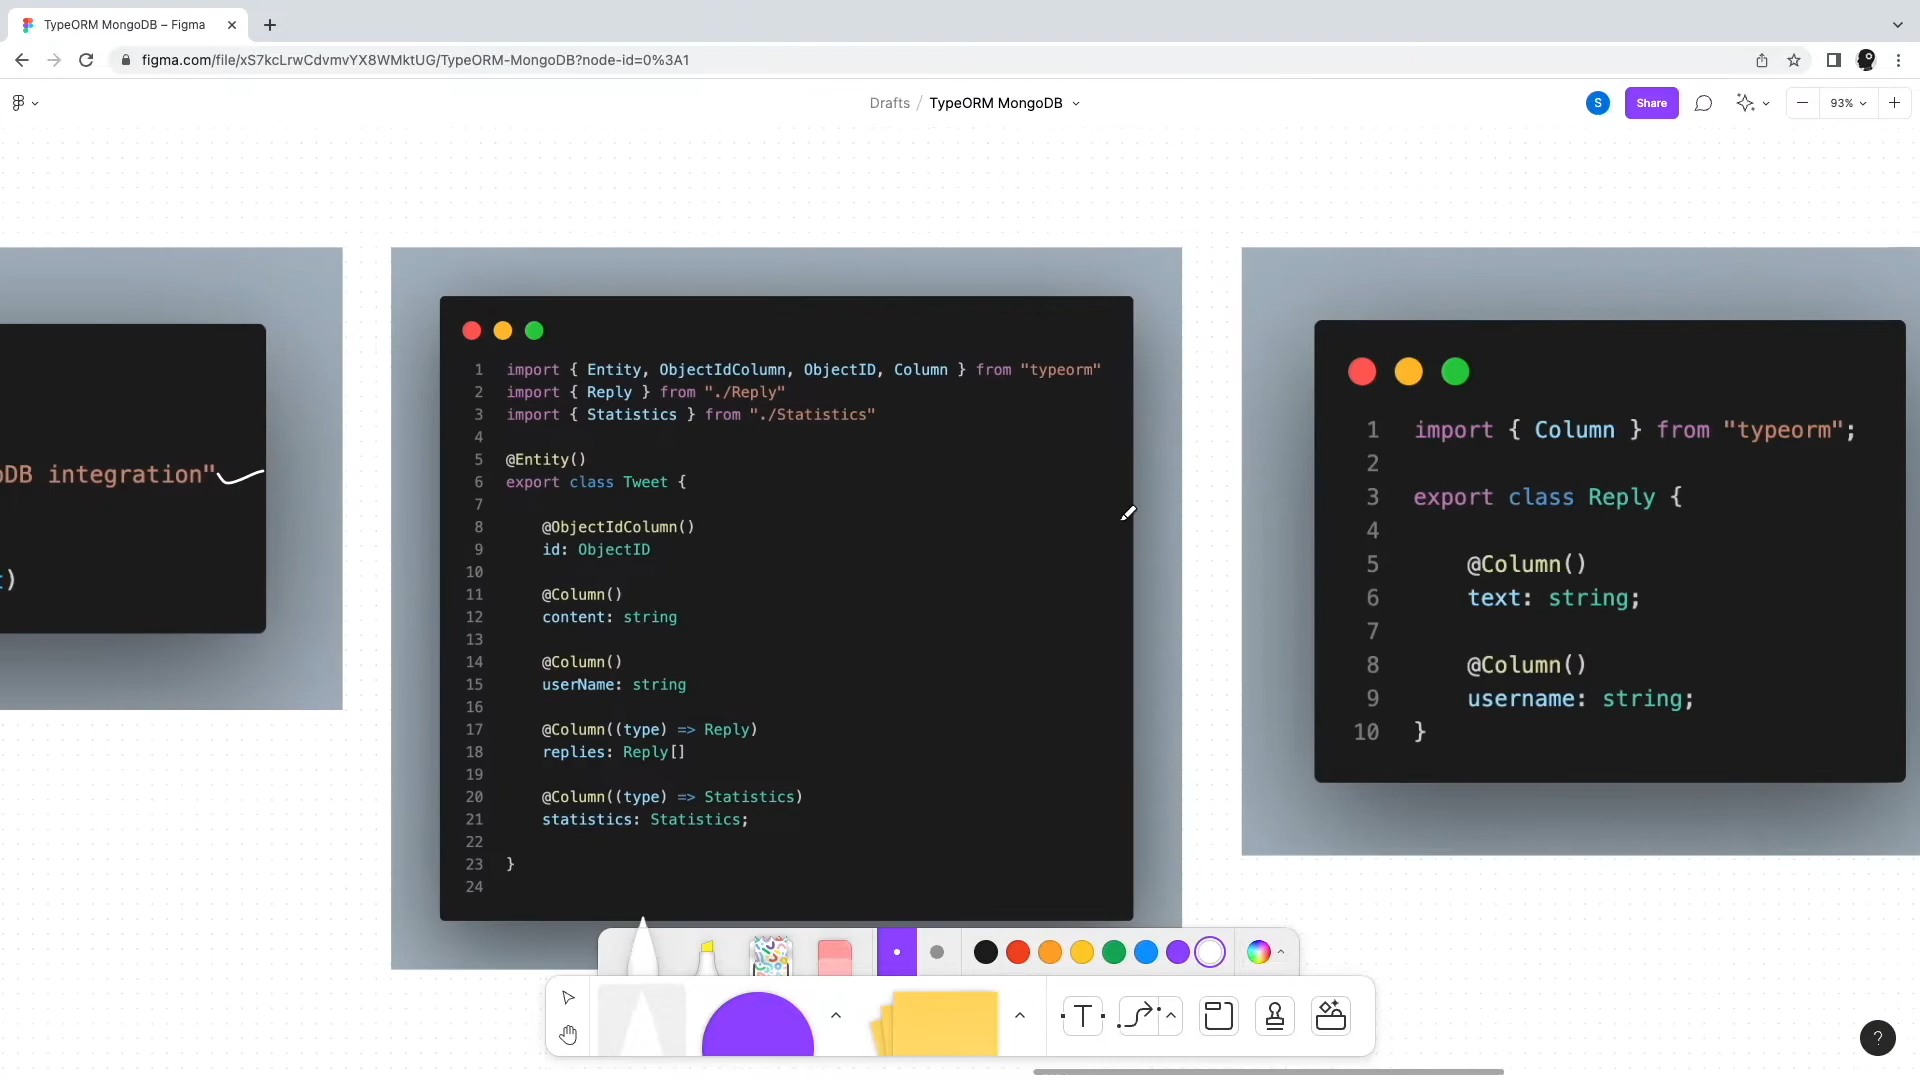 TypeORM MongoDB – Figma
figma.com/file/xS7kcLrwCdvmvYX8WMktUG/TypeORM-MongoDB?node-id=0%3A1
Drafts / TypeORM MongoDB
S
Share
93%
DB integration"
)
1 import { Entity, ObjectIdColumn, ObjectID, Column } from "typeorm"
2 import { Reply } from "./Reply"
3 import { Statistics } from "./Statistics"
4
5 @Entity()
6 export class Tweet {
7
8 @ObjectIdColumn()
9 id: ObjectID
10
11 @Column()
12 content: string
13
14 @Column()
15 userName: string
16
17 @Column((type) => Reply)
18 replies: Reply[]
19
20 @Column((type) => Statistics)
21 statistics: Statistics;
22
23 }
24
1 import { Column } from "typeorm";
2
3 export class Reply {
4
5 @Column()
6 text: string;
7
8 @Column()
9 username: string;
10 }
T
?